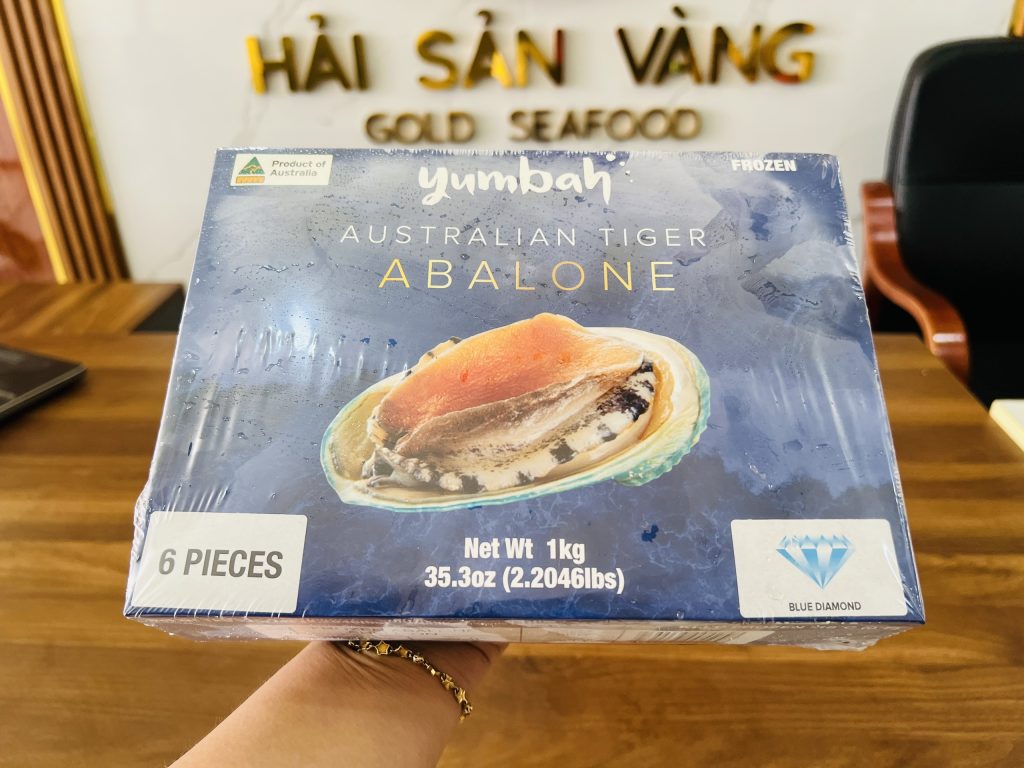 HẢI SẢN VÀNG
GOLD SEAFOOD
Product of
Australia
yumbah
FROZEN
AUSTRALIAN TIGER
ABALONE
6 PIECES
Net Wt 1kg
35.3oz (2.2046lbs)
BLUE DIAMOND